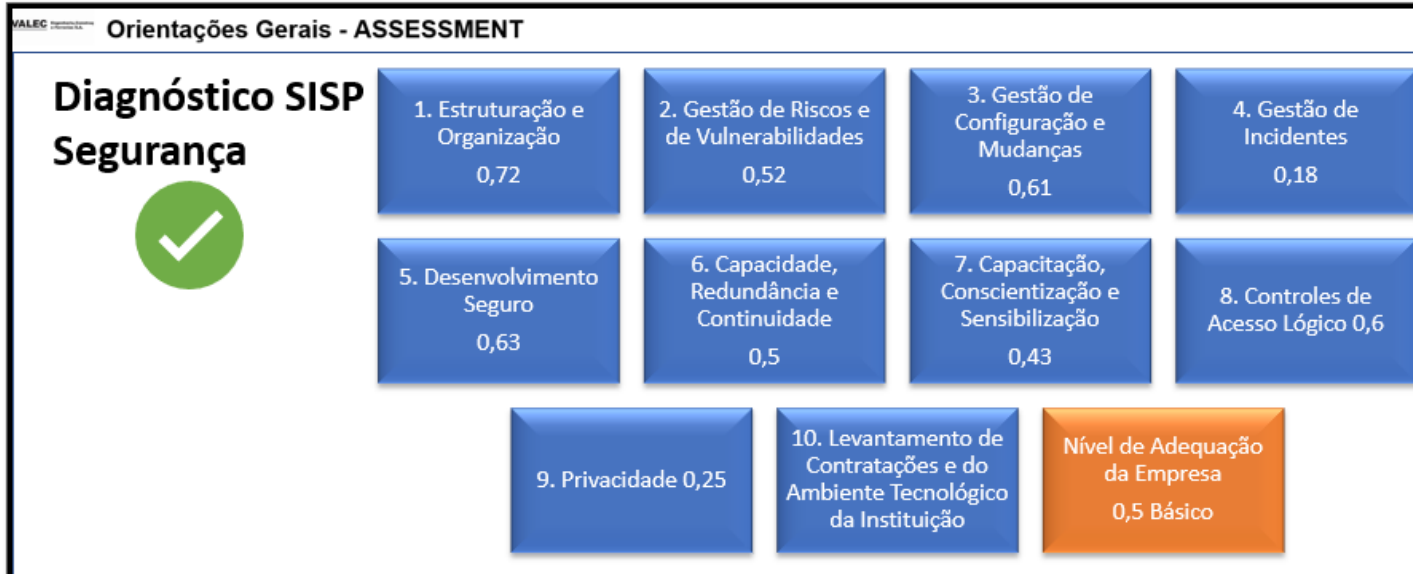 VALEC
Orientações Gerais - ASSESSMENT
Diagnóstico SISP
Segurança
1. Estruturação e
Organização
0,72
2. Gestão de Riscos e
de Vulnerabilidades
0,52
3. Gestão de
Configuração e
Mudanças
0,61
4. Gestão de
Incidentes
0,18
5. Desenvolvimento
Seguro
0,63
6. Capacidade,
Redundância e
Continuidade
0,5
7. Capacitação,
Conscientização e
Sensibilização
0,43
8. Controles de
Acesso Lógico 0,6
9. Privacidade 0,25
10. Levantamento de
Contratações e do
Ambiente Tecnológico
da Instituição
Nível de Adequação
da Empresa
0,5 Básico